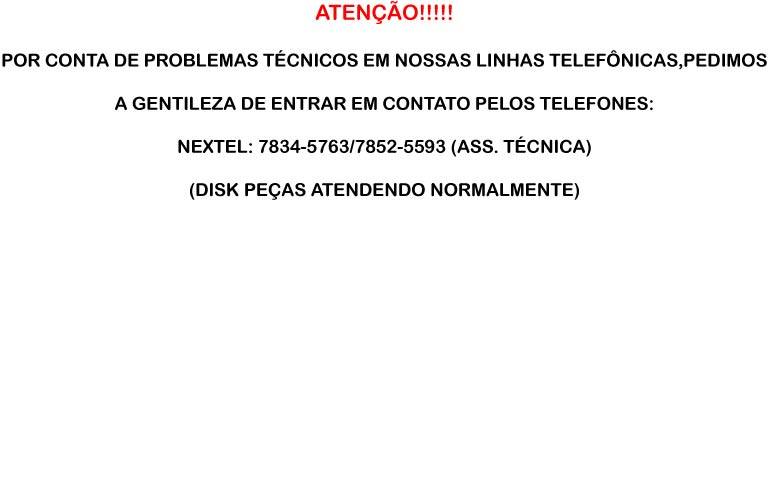 ATENÇÃO!!!!!
POR CONTA DE PROBLEMAS TÉCNICOS EM NOSSAS LINHAS TELEFÔNICAS,PEDIMOS
A GENTILEZA DE ENTRAR EM CONTATO PELOS TELEFONES:
NEXTEL: 7834-5763/7852-5593 (ASS. TÉCNICA)
(DISK PEÇAS ATENDENDO NORMALMENTE)